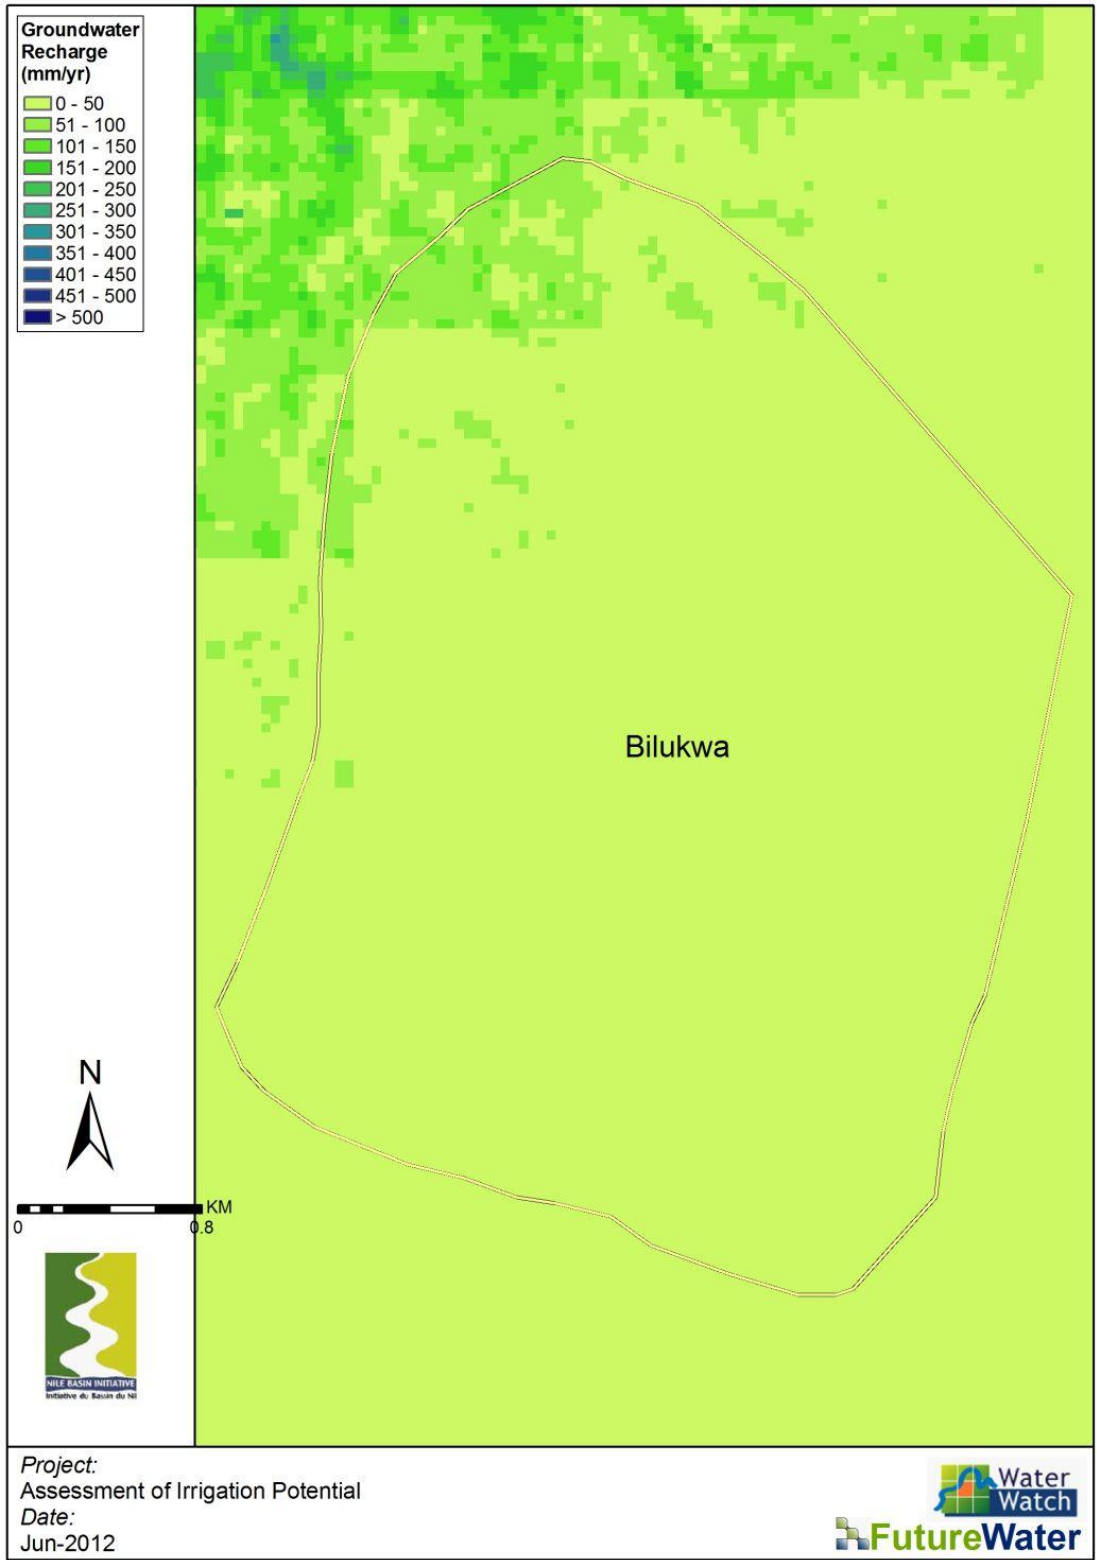 Groundwater
Recharge
(mm/yr)
0 - 50
51 - 100
101 - 150
151 - 200
201 - 250
251 - 300
301 - 350
351 - 400
401 - 450
451 - 500
> 500
Bilukwa
N
KM
0
0.8
NILE BASIN INITIATIVE
Initiative du Bassin du Nil
Project:
Assessment of Irrigation Potential
Date:
Jun-2012
Water
Watch
FutureWater